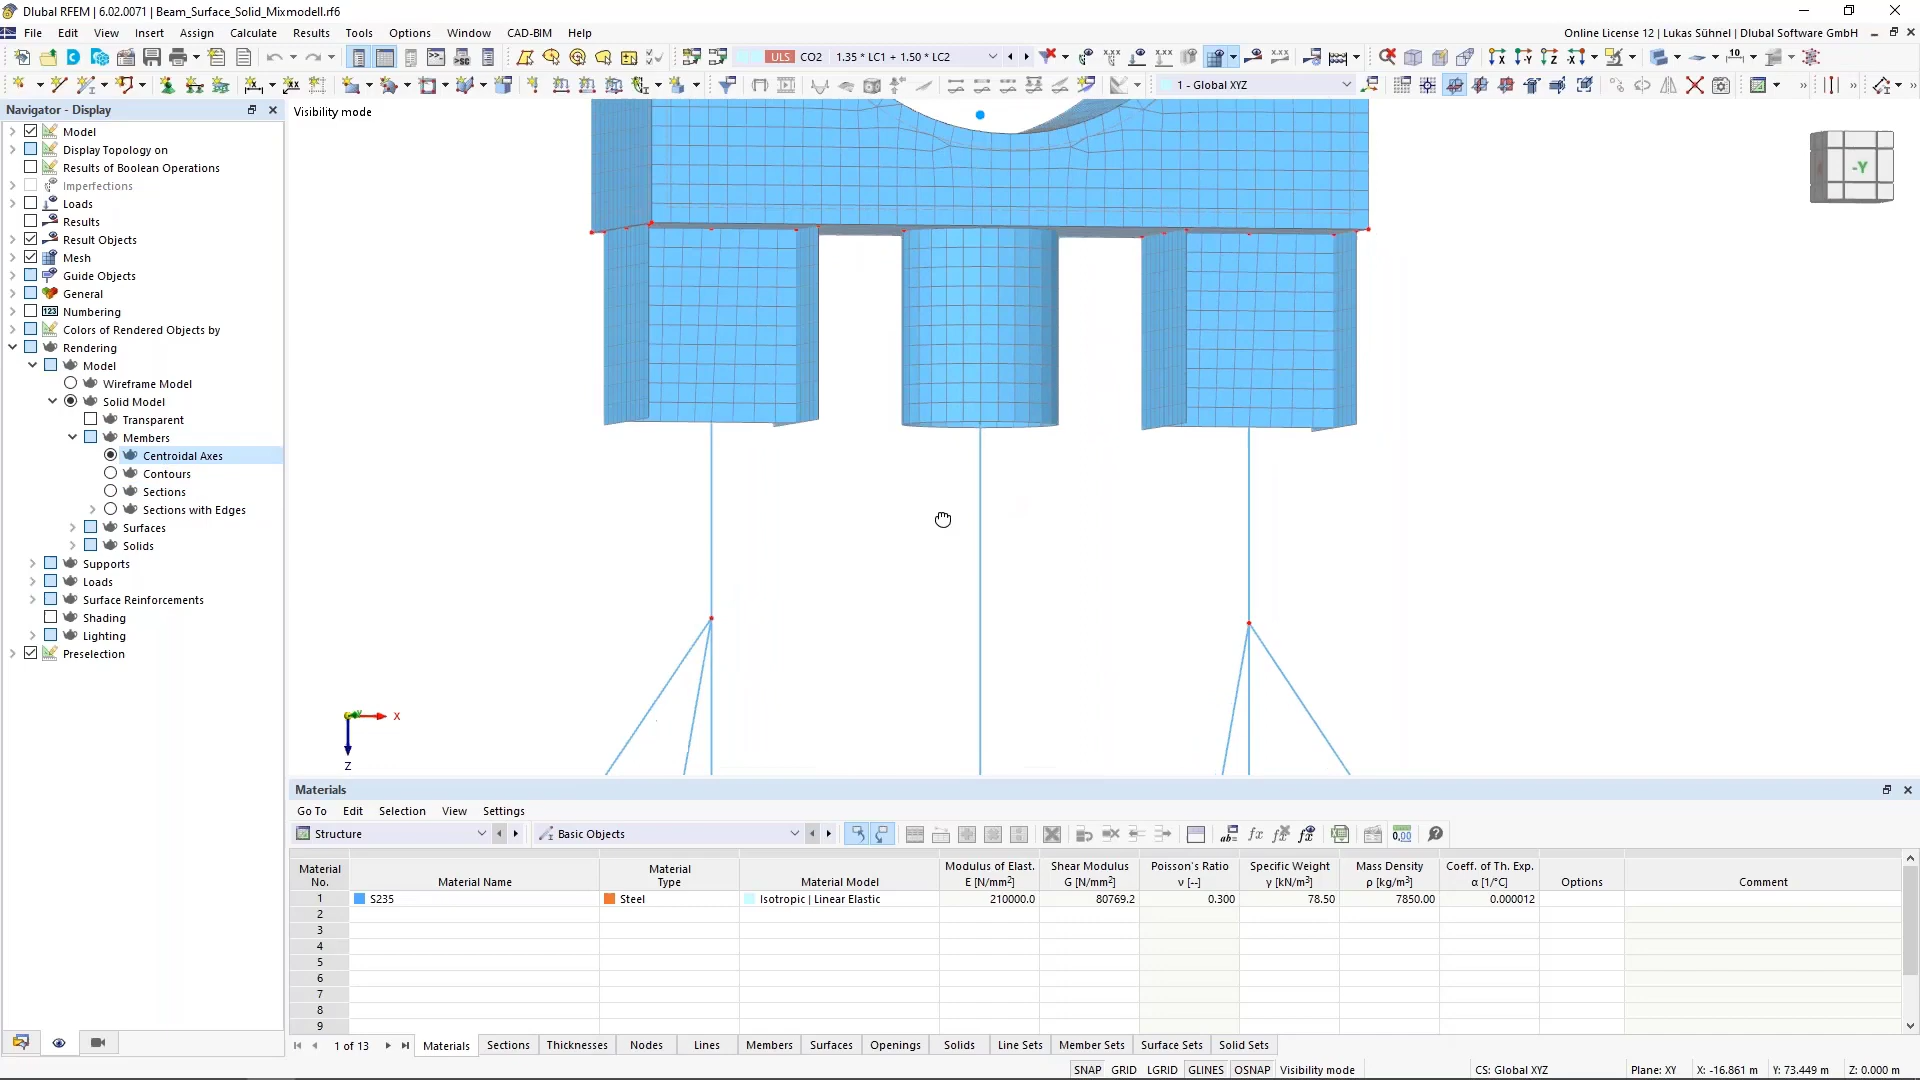 Dlubal RFEM | 6.02.0071 | Beam_Surface_Solid_Mixmodell.rf6
File Edit View Insert Assign Calculate Results Tools Options Window CAD-BIM Help
Online License 12 | Lukas Sühnel | Dlubal Software GmbH
ULS CO2 1.35 * LC1 + 1.50 * LC2
1 - Global XYZ
Navigator - Display
Visibility mode
Model
Display Topology on
Results of Boolean Operations
Imperfections
Loads
Results
Result Objects
Mesh
Guide Objects
General
123 Numbering
Colors of Rendered Objects by
Rendering
Model
Wireframe Model
Solid Model
Transparent
Members
Centroidal Axes
Contours
Sections
Sections with Edges
Surfaces
Solids
Supports
Loads
Surface Reinforcements
Shading
Lighting
Preselection
-Y
X
Z
Materials
Go To Edit Selection View Settings
Structure Basic Objects
Material No. Material Name Material Type Material Model Modulus of Elast. E [N/mm²] Shear Modulus G [N/mm²] Poisson's Ratio ν [--] Specific Weight γ [kN/m³] Mass Density ρ [kg/m³] Coeff. of Th. Exp. α [1/°C] Options Comment
1 S235 Steel Isotropic | Linear Elastic 210000.0 80769.2 0.300 78.50 7850.00 0.000012
2
3
4
5
6
7
8
9
1 of 13 Materials Sections Thicknesses Nodes Lines Members Surfaces Openings Solids Line Sets Member Sets Surface Sets Solid Sets
SNAP GRID LGRID GLINES OSNAP Visibility mode CS: Global XYZ Plane: XY X: -16.861 m Y: 73.449 m Z: 0.000 m